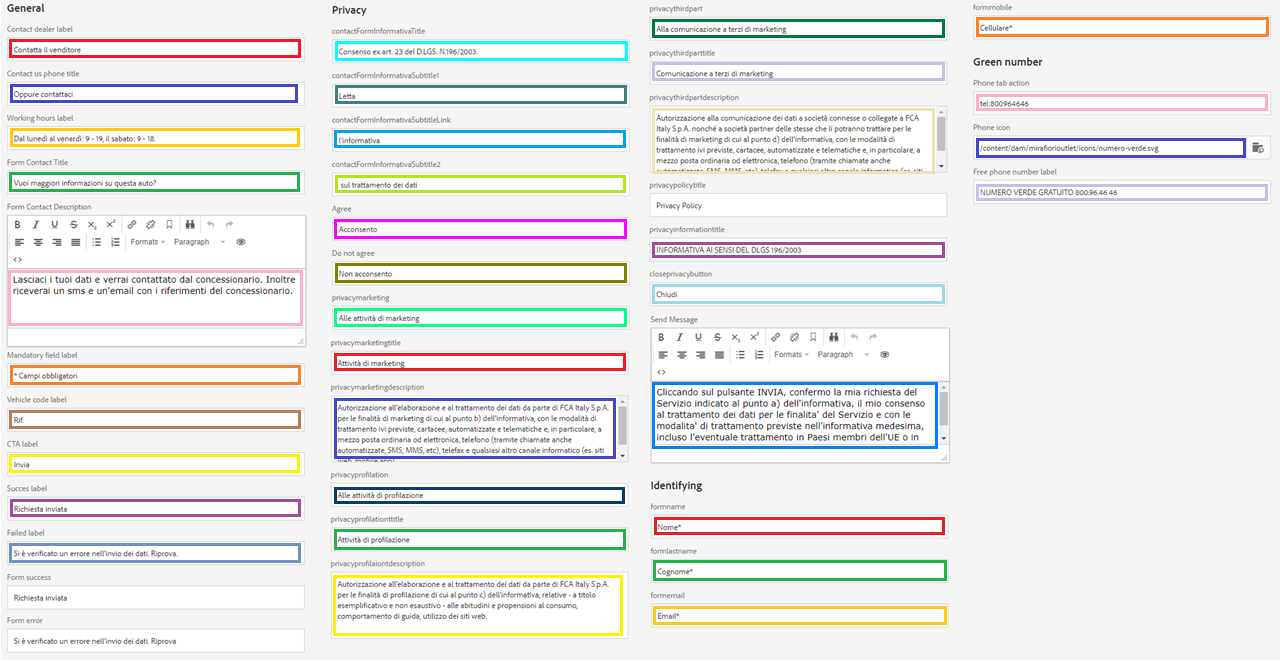 General
Contact dealer label
Contatta il venditore
Contact us phone title
Oppure contattaci
Working hours label
Dal lunedì al venerdì: 9 - 19, il sabato: 9 - 18.
Form Contact Title
Vuoi maggiori informazioni su questa auto?
Form Contact Description
Formats
Paragraph
Lasciaci i tuoi dati e verrai contattato dal concessionario. Inoltre
riceverai un sms e un'email con i riferimenti del concessionario.
Mandatory field label
* Campi obbligatori
Vehicle code label
Rif.
CTA label
Invia
Succes label
Richiesta inviata
Failed label
Si è verificato un errore nell'invio dei dati. Riprova.
Form success
Richiesta inviata
Form error
Si è verificato un errore nell'invio dei dati. Riprova
Privacy
contactFormInformativaTitle
Consenso ex art. 23 del D.LGS. N.196/2003.
contactFormInformativaSubtitle1
Letta
contactFormInformativaSubtitleLink
l'informativa
contactFormInformativaSubtitle2
sul trattamento dei dati
Agree
Acconsento
Do not agree
Non acconsento
privacymarketing
Alle attività di marketing
privacymarketingtitle
Attività di marketing
privacymarketingdescription
Autorizzazione all'elaborazione e al trattamento dei dati da parte di FCA Italy S.p.A.
per le finalità di marketing di cui al punto b) dell'informativa, con le modalità di
trattamento ivi previste, cartacee, automatizzate e telematiche e, in particolare, a
mezzo posta ordinaria od elettronica, telefono (tramite chiamate anche
automatizzate, SMS, MMS, etc), telefax e qualsiasi altro canale informatico (es. siti
web, mobile app).
privacyprofilation
Alle attività di profilazione
privacyprofilationttitle
Attività di profilazione
privacyprofilaiontdescription
Autorizzazione all'elaborazione e al trattamento dei dati da parte di FCA Italy S.p.A.
per le finalità di profilazione di cui al punto c) dell'informativa, relative - a titolo
esemplificativo e non esaustivo - alle abitudini e propensioni al consumo,
comportamento di guida, utilizzo dei siti web.
privacythirdpart
Alla comunicazione a terzi di marketing
privacythirdparttitle
Comunicazione a terzi di marketing
privacythirdpartdescription
Autorizzazione alla comunicazione dei dati a società connesse o collegate a FCA
Italy S.p.A. nonché a società partner delle stesse che li potranno trattare per le
finalità di marketing di cui al punto d) dell'informativa, con le modalità di
trattamento ivi previste, cartacee, automatizzate e telematiche e, in particolare, a
mezzo posta ordinaria od elettronica, telefono (tramite chiamate anche
automatizzate, SMS, MMS, etc), telefax e qualsiasi altro canale informatico (es. siti
privacypolicytitle
Privacy Policy
privacyinformationtitle
INFORMATIVA AI SENSI DEL DLGS 196/2003
closeprivacybutton
Chiudi
Send Message
Formats
Paragraph
Cliccando sul pulsante INVIA, confermo la mia richiesta del
Servizio indicato al punto a) dell'informativa, il mio consenso
al trattamento dei dati per le finalita' del Servizio e con le
modalita' di trattamento previste nell'informativa medesima,
incluso l'eventuale trattamento in Paesi membri dell'UE o in
Identifying
formname
Nome*
formlastname
Cognome*
formemail
Email*
formmobile
Cellulare*
Green number
Phone tab action
tel:800964646
Phone icon
/content/dam/mirafiorioutlet/icons/numero-verde.svg
Free phone number label
NUMERO VERDE GRATUITO 800.96.46.46